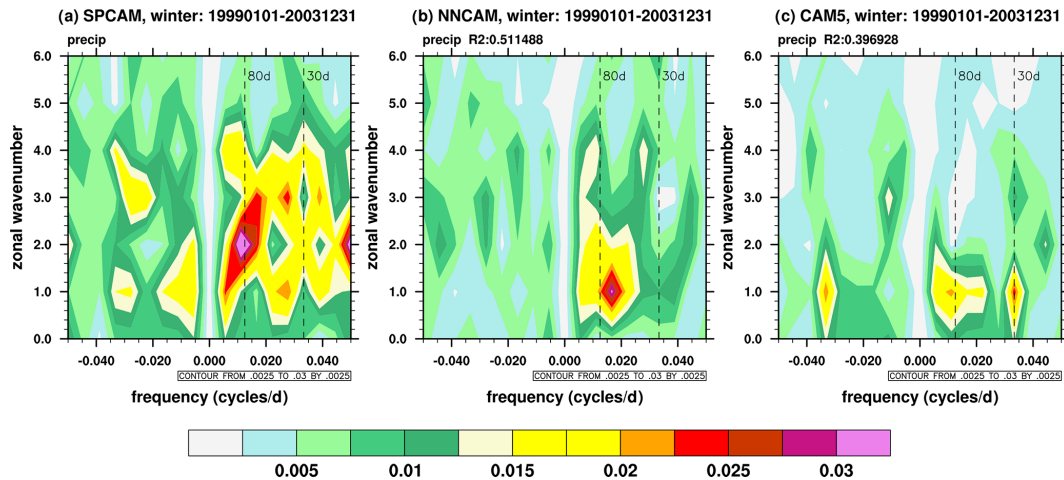 (a) SPCAM, winter: 19990101-20031231
precip
6.0
5.0
4.0
3.0
2.0
1.0
0.0
zonal wavenumber
80d
30d
-0.040
-0.020
0.000
0.020
0.040
CONTOUR FROM .0025 TO .03 BY .0025
frequency (cycles/d)
(b) NNCAM, winter: 19990101-20031231
precip R2:0.511488
6.0
5.0
4.0
3.0
2.0
1.0
0.0
zonal wavenumber
80d
30d
-0.040
-0.020
0.000
0.020
0.040
CONTOUR FROM .0025 TO .03 BY .0025
frequency (cycles/d)
(c) CAM5, winter: 19990101-20031231
precip R2:0.396928
6.0
5.0
4.0
3.0
2.0
1.0
0.0
zonal wavenumber
80d
30d
-0.040
-0.020
0.000
0.020
0.040
CONTOUR FROM .0025 TO .03 BY .0025
frequency (cycles/d)
0.005
0.01
0.015
0.02
0.025
0.03